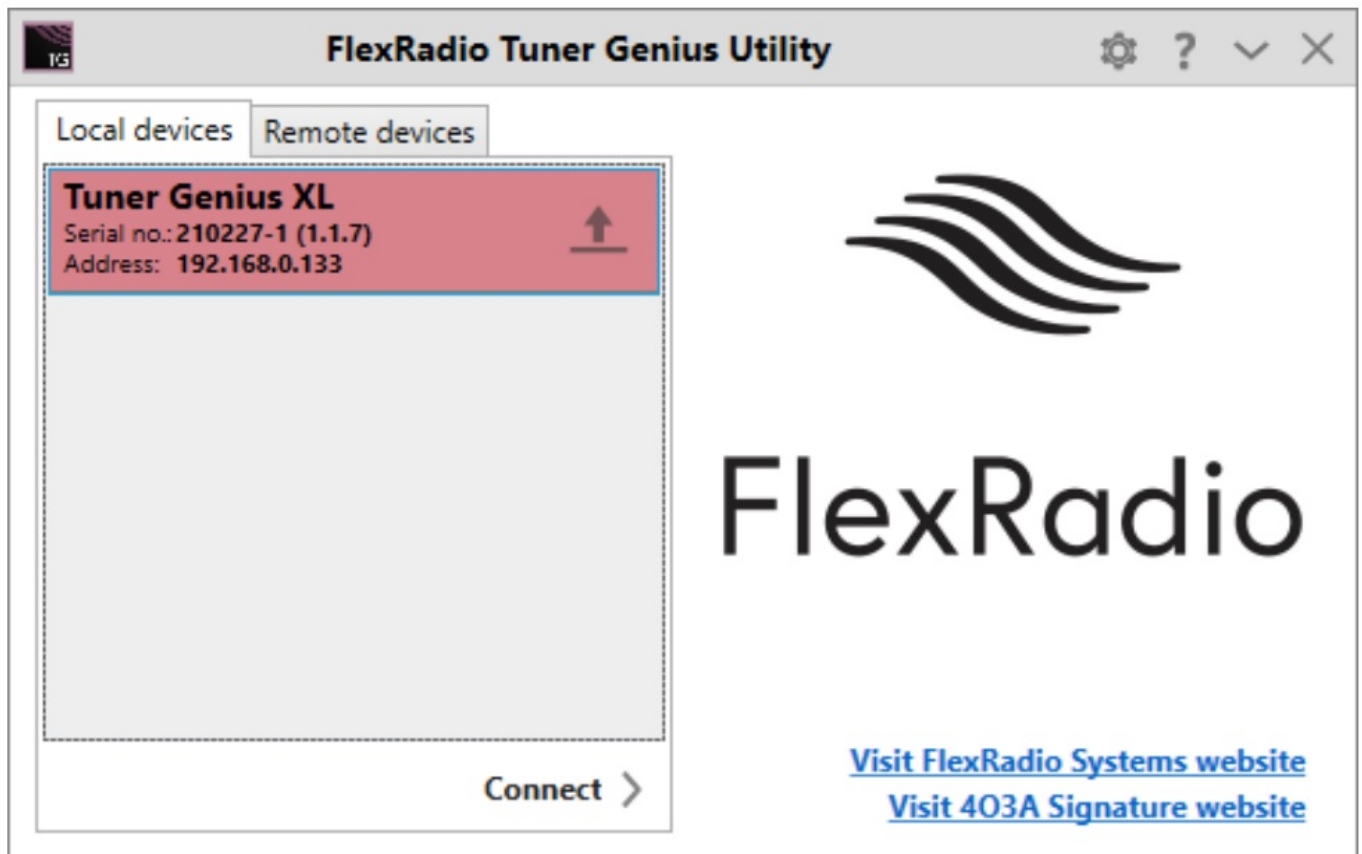 TG
FlexRadio Tuner Genius Utility
?
Local devices
Remote devices
Tuner Genius XL
Serial no.: 210227-1 (1.1.7)
Address: 192.168.0.133
Connect
FlexRadio
Visit FlexRadio Systems website
Visit 4O3A Signature website